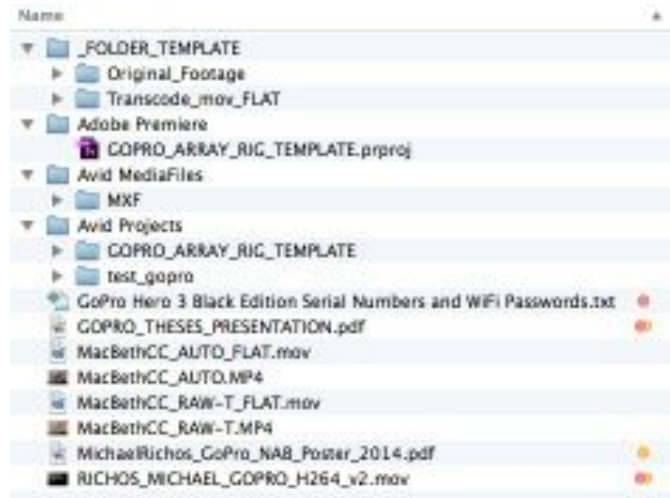 Name
_FOLDER_TEMPLATE
Original_Footage
Transcode_mov_FLAT
Adobe Premiere
GOPRO_ARRAY_RIG_TEMPLATE.prproj
Avid MediaFiles
MXF
Avid Projects
GOPRO_ARRAY_RIG_TEMPLATE
test_gopro
GoPro Hero 3 Black Edition Serial Numbers and WiFi Passwords.txt
GOPRO_THESES_PRESENTATION.pdf
MacBethCC_AUTO_FLAT.mov
MacBethCC_AUTO.MP4
MacBethCC_RAW-T_FLAT.mov
MacBethCC_RAW-T.MP4
MichaelRichos_GoPro_NAB_Poster_2014.pdf
RICHOS_MICHAEL_GOPRO_H264_v2.mov